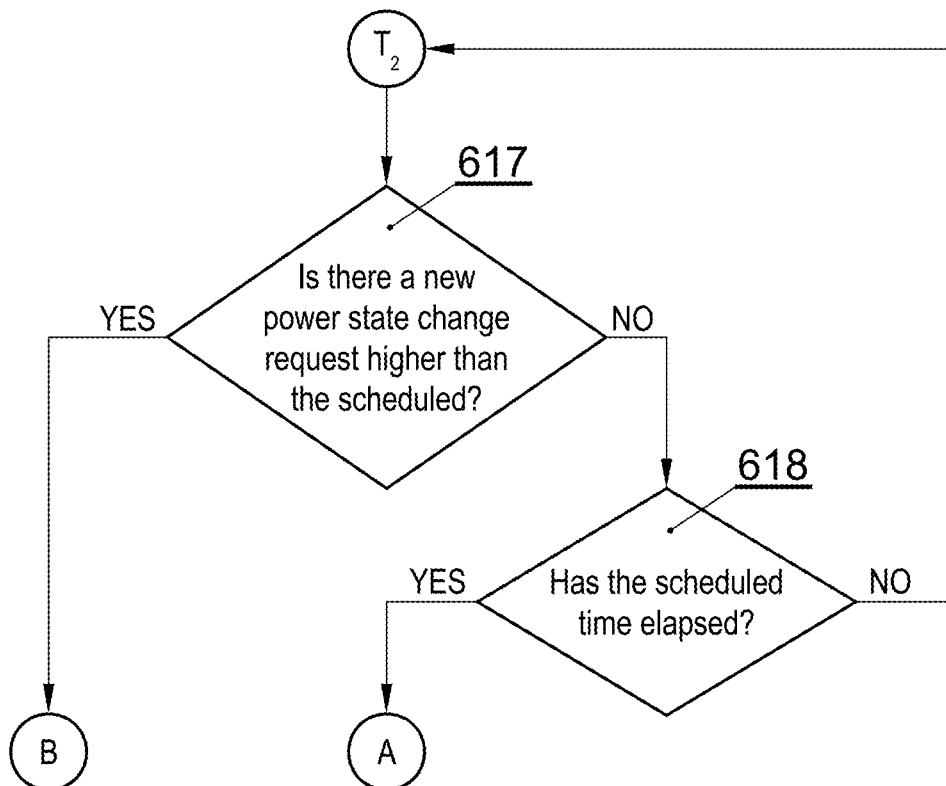 T2
617
Is there a new
power state change
request higher than
the scheduled?
YES
NO
618
Has the scheduled
time elapsed?
YES
NO
B
A